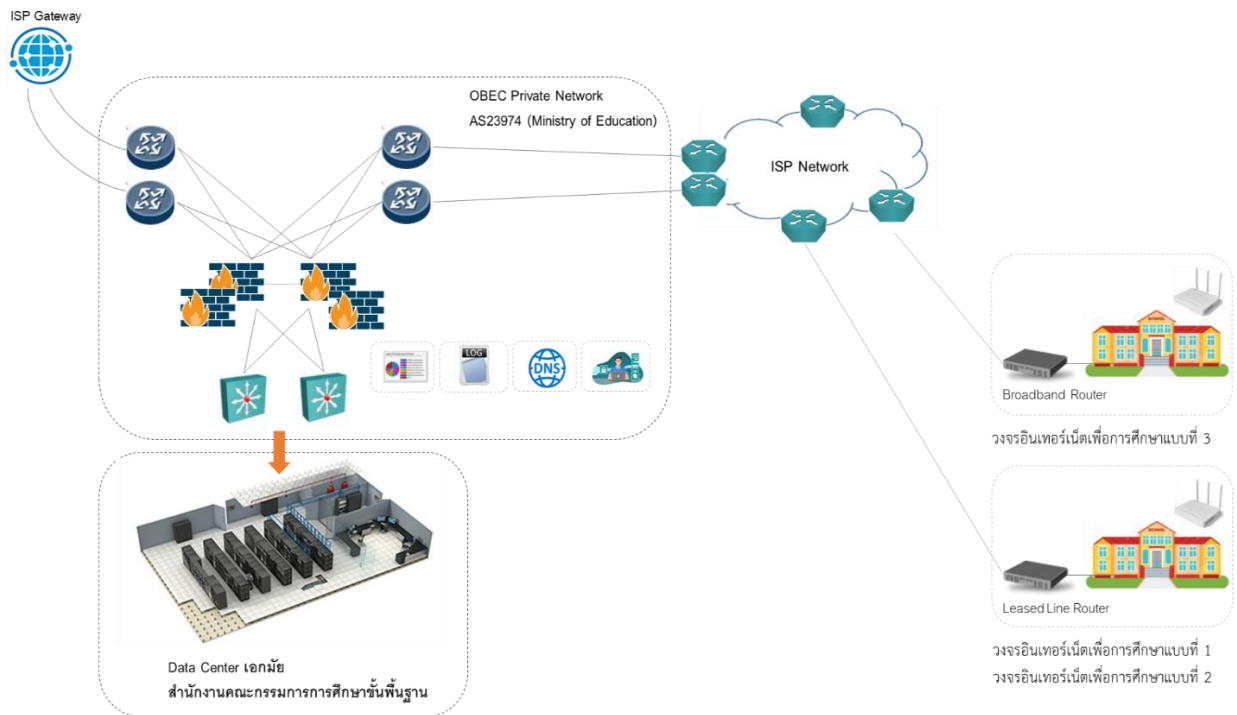 ISP Gateway
OBEC Private Network
AS23974 (Ministry of Education)
ISP Network
LOG
DNS
SCHOOL
Broadband Router
วงจรอินเทอร์เน็ตเพื่อการศึกษาแบบที่ 3
SCHOOL
Leased Line Router
วงจรอินเทอร์เน็ตเพื่อการศึกษาแบบที่ 1
วงจรอินเทอร์เน็ตเพื่อการศึกษาแบบที่ 2
Data Center เอกมัย
สำนักงานคณะกรรมการการศึกษาขั้นพื้นฐาน